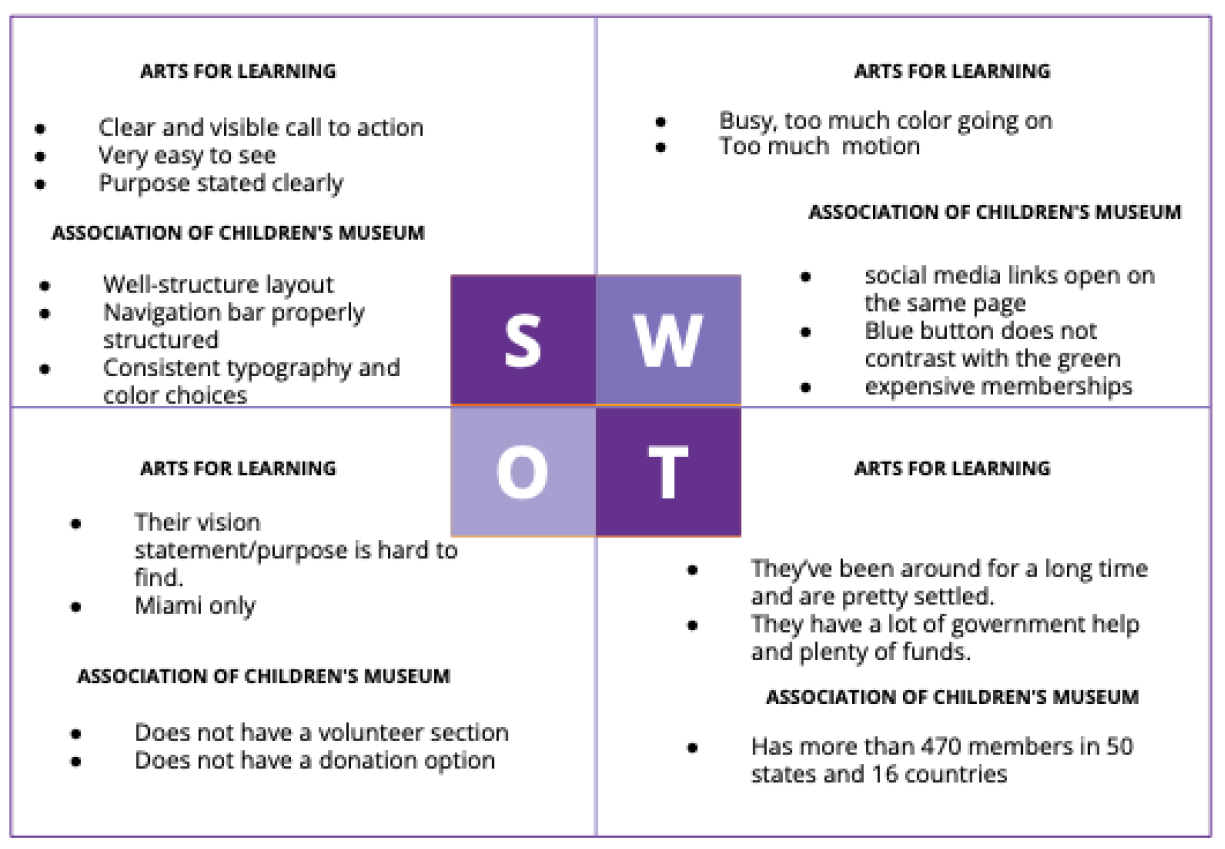 ARTS FOR LEARNING
● Clear and visible call to action
● Very easy to see
● Purpose stated clearly
ASSOCIATION OF CHILDREN'S MUSEUM
● Well-structure layout
● Navigation bar properly
structured
● Consistent typography and
color choices
ARTS FOR LEARNING
● Busy, too much color going on
● Too much motion
ASSOCIATION OF CHILDREN'S MUSEUM
● social media links open on
the same page
● Blue button does not
contrast with the green
● expensive memberships
S
W
O
T
ARTS FOR LEARNING
● Their vision
statement/purpose is hard to
find.
● Miami only
ASSOCIATION OF CHILDREN'S MUSEUM
● Does not have a volunteer section
● Does not have a donation option
ARTS FOR LEARNING
● They've been around for a long time
and are pretty settled.
● They have a lot of government help
and plenty of funds.
ASSOCIATION OF CHILDREN'S MUSEUM
● Has more than 470 members in 50
states and 16 countries